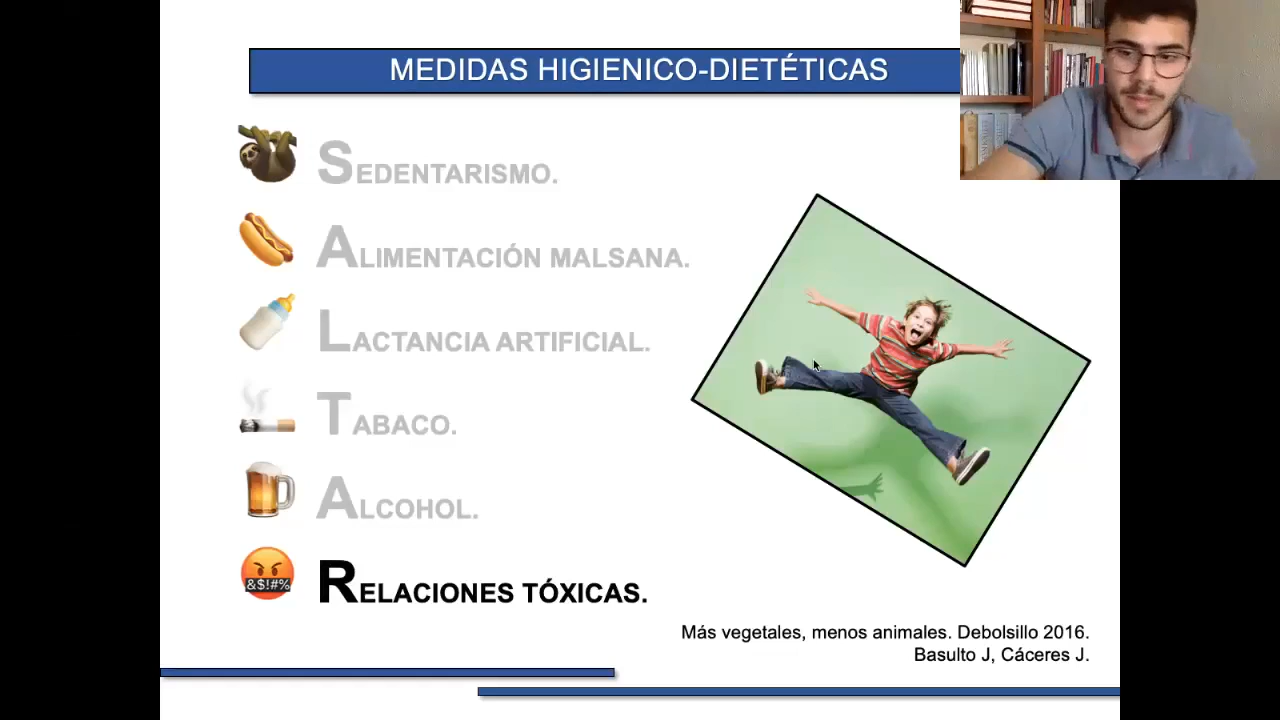 MEDIDAS HIGIENICO-DIETÉTICAS
SEDENTARISMO.
ALIMENTACIÓN MALSANA.
LACTANCIA ARTIFICIAL.
TABACO.
ALCOHOL.
&$!#%
RELACIONES TÓXICAS.
Más vegetales, menos animales. Debolsillo 2016.
Basulto J, Cáceres J.